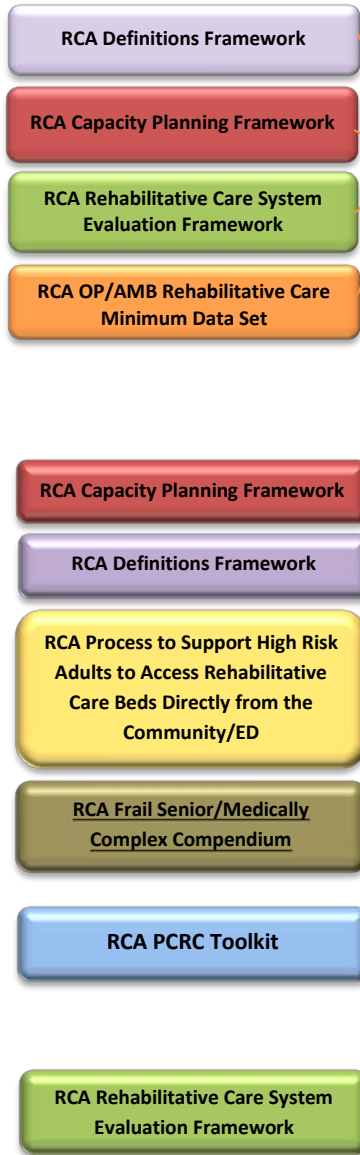 RCA Definitions Framework
RCA Capacity Planning Framework
RCA Rehabilitative Care System
Evaluation Framework
RCA OP/AMB Rehabilitative Care
Minimum Data Set
RCA Capacity Planning Framework
RCA Definitions Framework
RCA Process to Support High Risk
Adults to Access Rehabilitative
Care Beds Directly from the
Community/ED
RCA Frail Senior/Medically
Complex Compendium
RCA PCRC Toolkit
RCA Rehabilitative Care System
Evaluation Framework